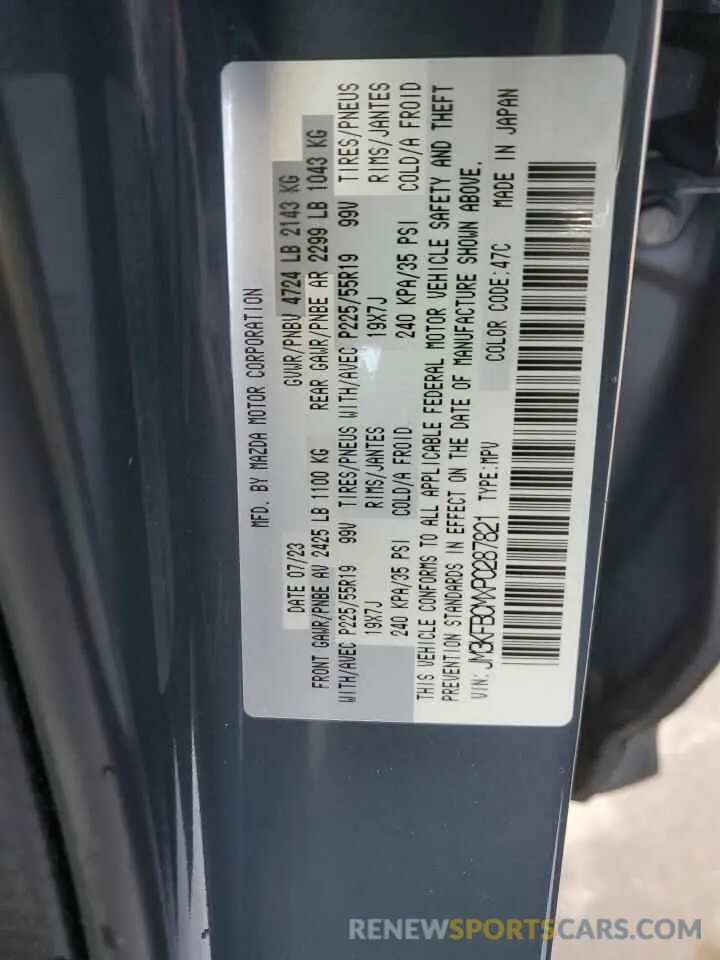 MFD. BY MAZDA MOTOR CORPORATION
DATE 07/23 GVWR/PNBV 4724 LB 2143 KG
FRONT GAWR/PNBE AV 2425 LB 1100 KG REAR GAWR/PNBE AR 2299 LB 1043 KG
WITH/AVEC P225/55R19 99V TIRES/PNEUS WITH/AVEC P225/55R19 99V TIRES/PNEUS
19X7J RIMS/JANTES 19X7J RIMS/JANTES
240 KPA/35 PSI COLD/A FROID 240 KPA/35 PSI COLD/A FROID
THIS VEHICLE CONFORMS TO ALL APPLICABLE FEDERAL MOTOR VEHICLE SAFETY AND THEFT
PREVENTION STANDARDS IN EFFECT ON THE DATE OF MANUFACTURE SHOWN ABOVE.
VIN: JM3KFBCMXP0287821 TYPE:MPV COLOR CODE:47C MADE IN JAPAN
RENEWSPORTSCARS.COM